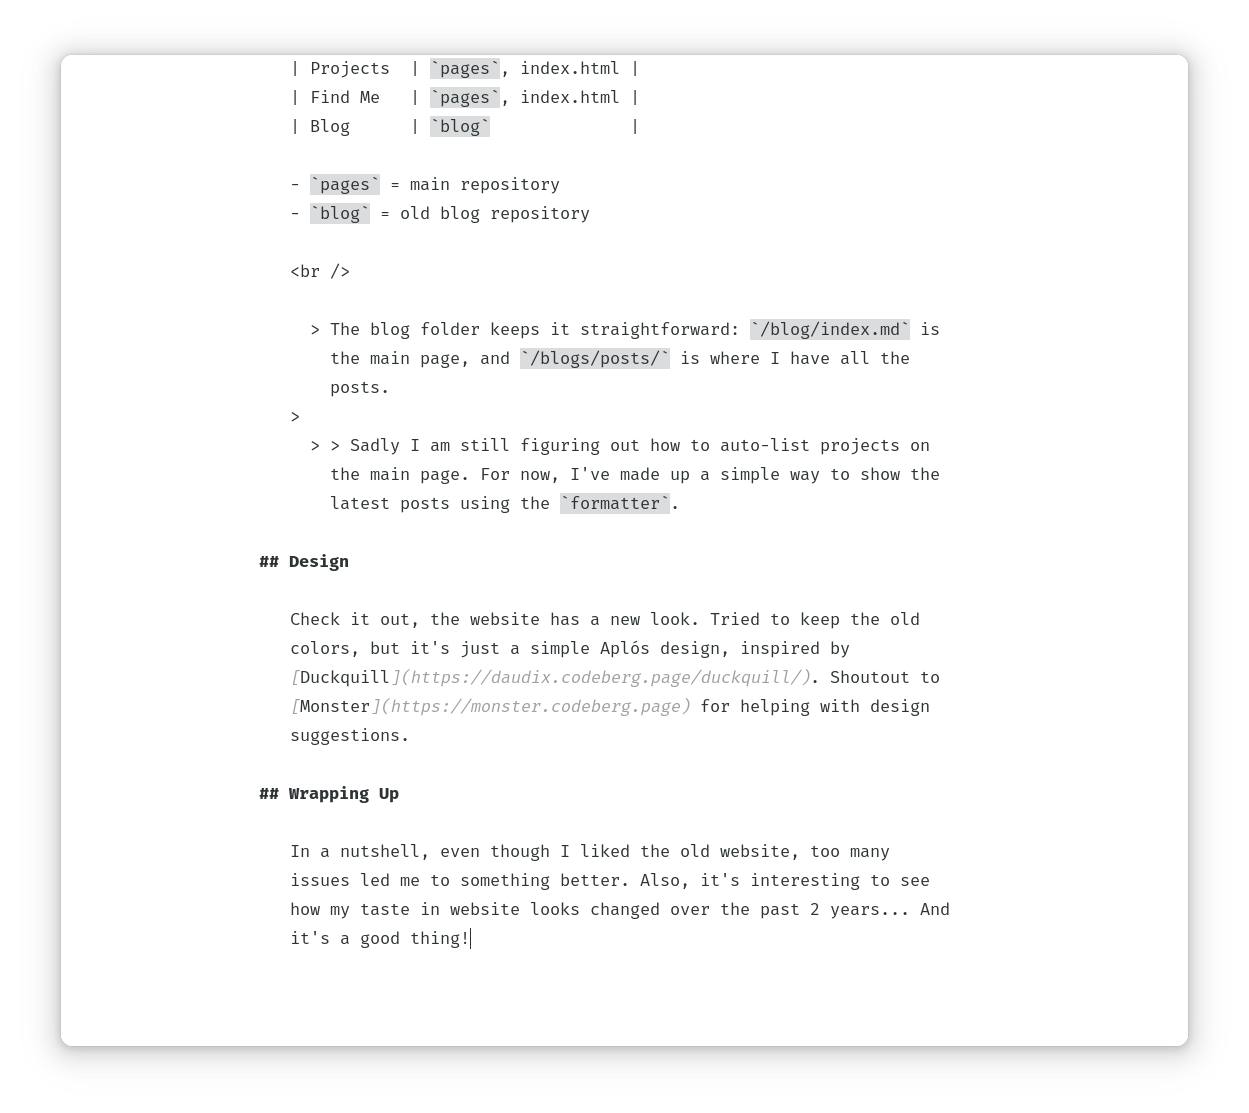 | Projects  | `pages`, index.html |
| Find Me   | `pages`, index.html |
| Blog      | `blog`              |
- `pages` = main repository
- `blog` = old blog repository
<br />
> The blog folder keeps it straightforward: `/blog/index.md` is
the main page, and `/blogs/posts/` is where I have all the
posts.
>
> > Sadly I am still figuring out how to auto-list projects on
the main page. For now, I've made up a simple way to show the
latest posts using the `formatter`.
## Design
Check it out, the website has a new look. Tried to keep the old
colors, but it's just a simple Aplós design, inspired by
[Duckquill](https://daudix.codeberg.page/duckquill/). Shoutout to
[Monster](https://monster.codeberg.page) for helping with design
suggestions.
## Wrapping Up
In a nutshell, even though I liked the old website, too many
issues led me to something better. Also, it's interesting to see
how my taste in website looks changed over the past 2 years... And
it's a good thing!